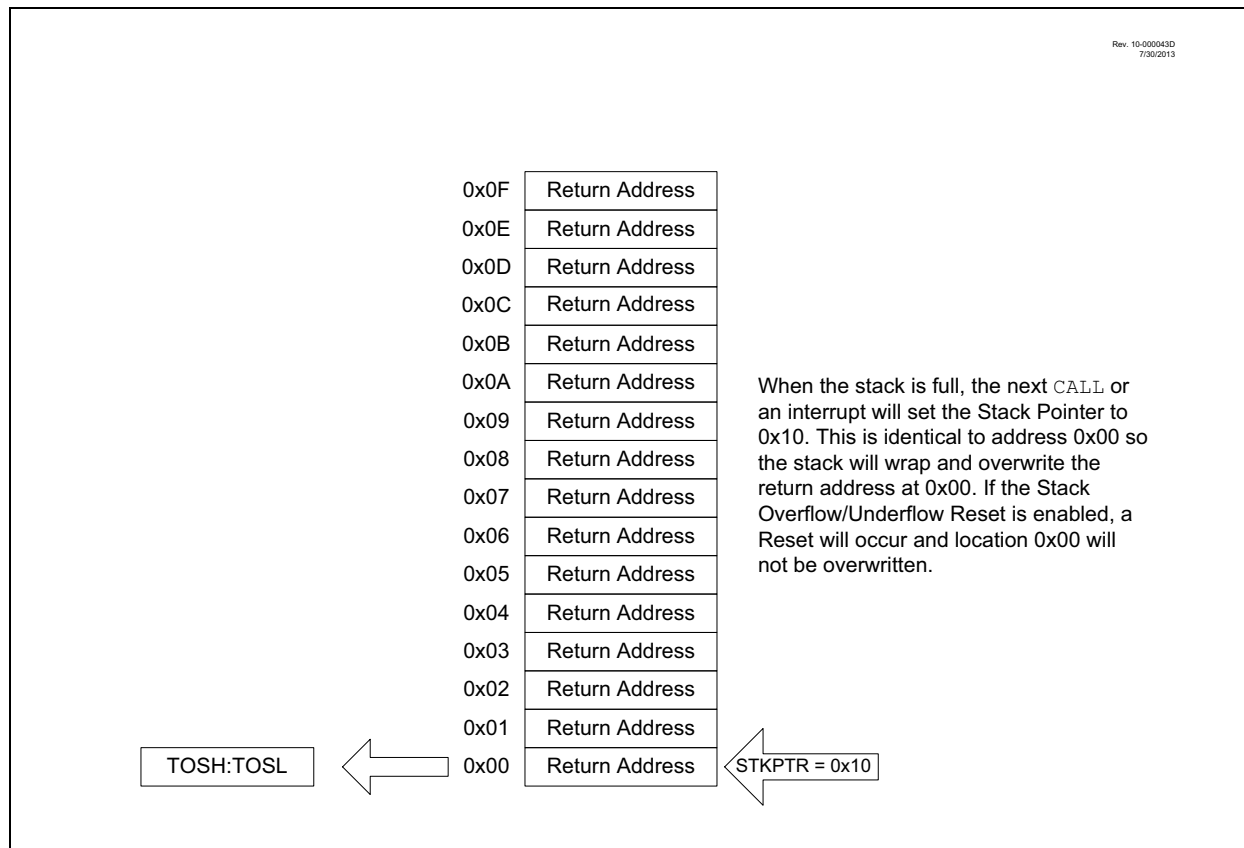 Rev. 10-000043D
7/30/2013
0x0F Return Address
0x0E Return Address
0x0D Return Address
0x0C Return Address
0x0B Return Address
0x0A Return Address
0x09 Return Address
0x08 Return Address
0x07 Return Address
0x06 Return Address
0x05 Return Address
0x04 Return Address
0x03 Return Address
0x02 Return Address
0x01 Return Address
TOSH:TOSL 0x00 Return Address STKPTR = 0x10
When the stack is full, the next CALL or
an interrupt will set the Stack Pointer to
0x10. This is identical to address 0x00 so
the stack will wrap and overwrite the
return address at 0x00. If the Stack
Overflow/Underflow Reset is enabled, a
Reset will occur and location 0x00 will
not be overwritten.